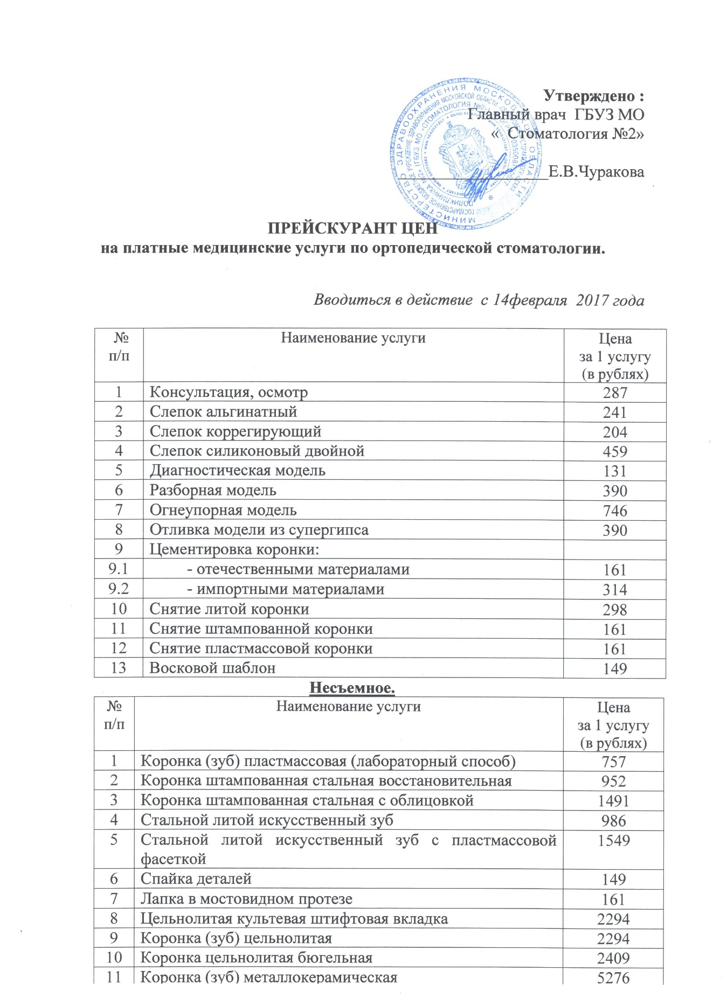 Утверждено :
Главный врач ГБУЗ МО
« Стоматология №2»
Е.В.Чуракова
МИНИСТЕРСТВО ЗДРАВООХРАНЕНИЯ МОСКОВСКОЙ ОБЛАСТИ
(ГБУЗ МО «СТОМАТОЛОГИЯ №2»)
ПРЕЙСКУРАНТ ЦЕН
на платные медицинские услуги по ортопедической стоматологии.
Вводиться в действие с 14февраля 2017 года
№ п/п Наименование услуги Цена за 1 услугу (в рублях)
1 Консультация, осмотр 287
2 Слепок альгинатный 241
3 Слепок коррегирующий 204
4 Слепок силиконовый двойной 459
5 Диагностическая модель 131
6 Разборная модель 390
7 Огнеупорная модель 746
8 Отливка модели из супергипса 390
9 Цементировка коронки:
9.1 - отечественными материалами 161
9.2 - импортными материалами 314
10 Снятие литой коронки 298
11 Снятие штампованной коронки 161
12 Снятие пластмассовой коронки 161
13 Восковой шаблон 149
Несъемное.
№ п/п Наименование услуги Цена за 1 услугу (в рублях)
1 Коронка (зуб) пластмассовая (лабораторный способ) 757
2 Коронка штампованная стальная восстановительная 952
3 Коронка штампованная стальная с облицовкой 1491
4 Стальной литой искусственный зуб 986
5 Стальной литой искусственный зуб с пластмассовой 1549
фасеткой
6 Спайка деталей 149
7 Лапка в мостовидном протезе 161
8 Цельнолитая культевая штифтовая вкладка 2294
9 Коронка (зуб) цельнолитая 2294
10 Коронка цельнолитая бюгельная 2409
11 Коронка (зуб) металлокерамическая 5276